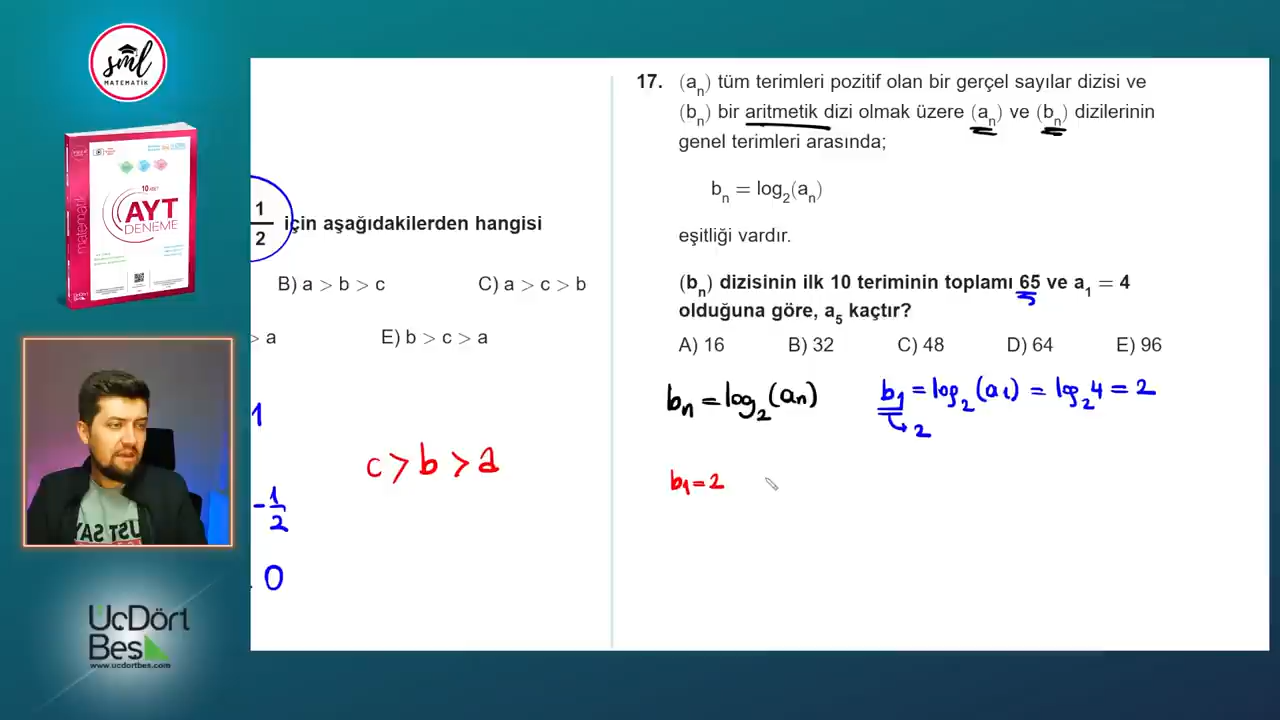 sml
MATEMATİK
10 ADET
AYT
DENEME
matematik
ÜçDört
Beş
www.ucdortbes.com
1
2
için aşağıdakilerden hangisi
B) a > b > c
C) a > c > b
> a
E) b > c > a
1
c > b > a
-1/2
0
17. (aₙ) tüm terimleri pozitif olan bir gerçel sayılar dizisi ve
(bₙ) bir aritmetik dizi olmak üzere (aₙ) ve (bₙ) dizilerinin
genel terimleri arasında;
bₙ = log₂(aₙ)
eşitliği vardır.
(bₙ) dizisinin ilk 10 teriminin toplamı 65 ve a₁ = 4
olduğuna göre, a₅ kaçtır?
A) 16 B) 32 C) 48 D) 64 E) 96
bₙ = log₂(aₙ)
b₁ = log₂(a₁) = log₂4 = 2
2
b₁ = 2